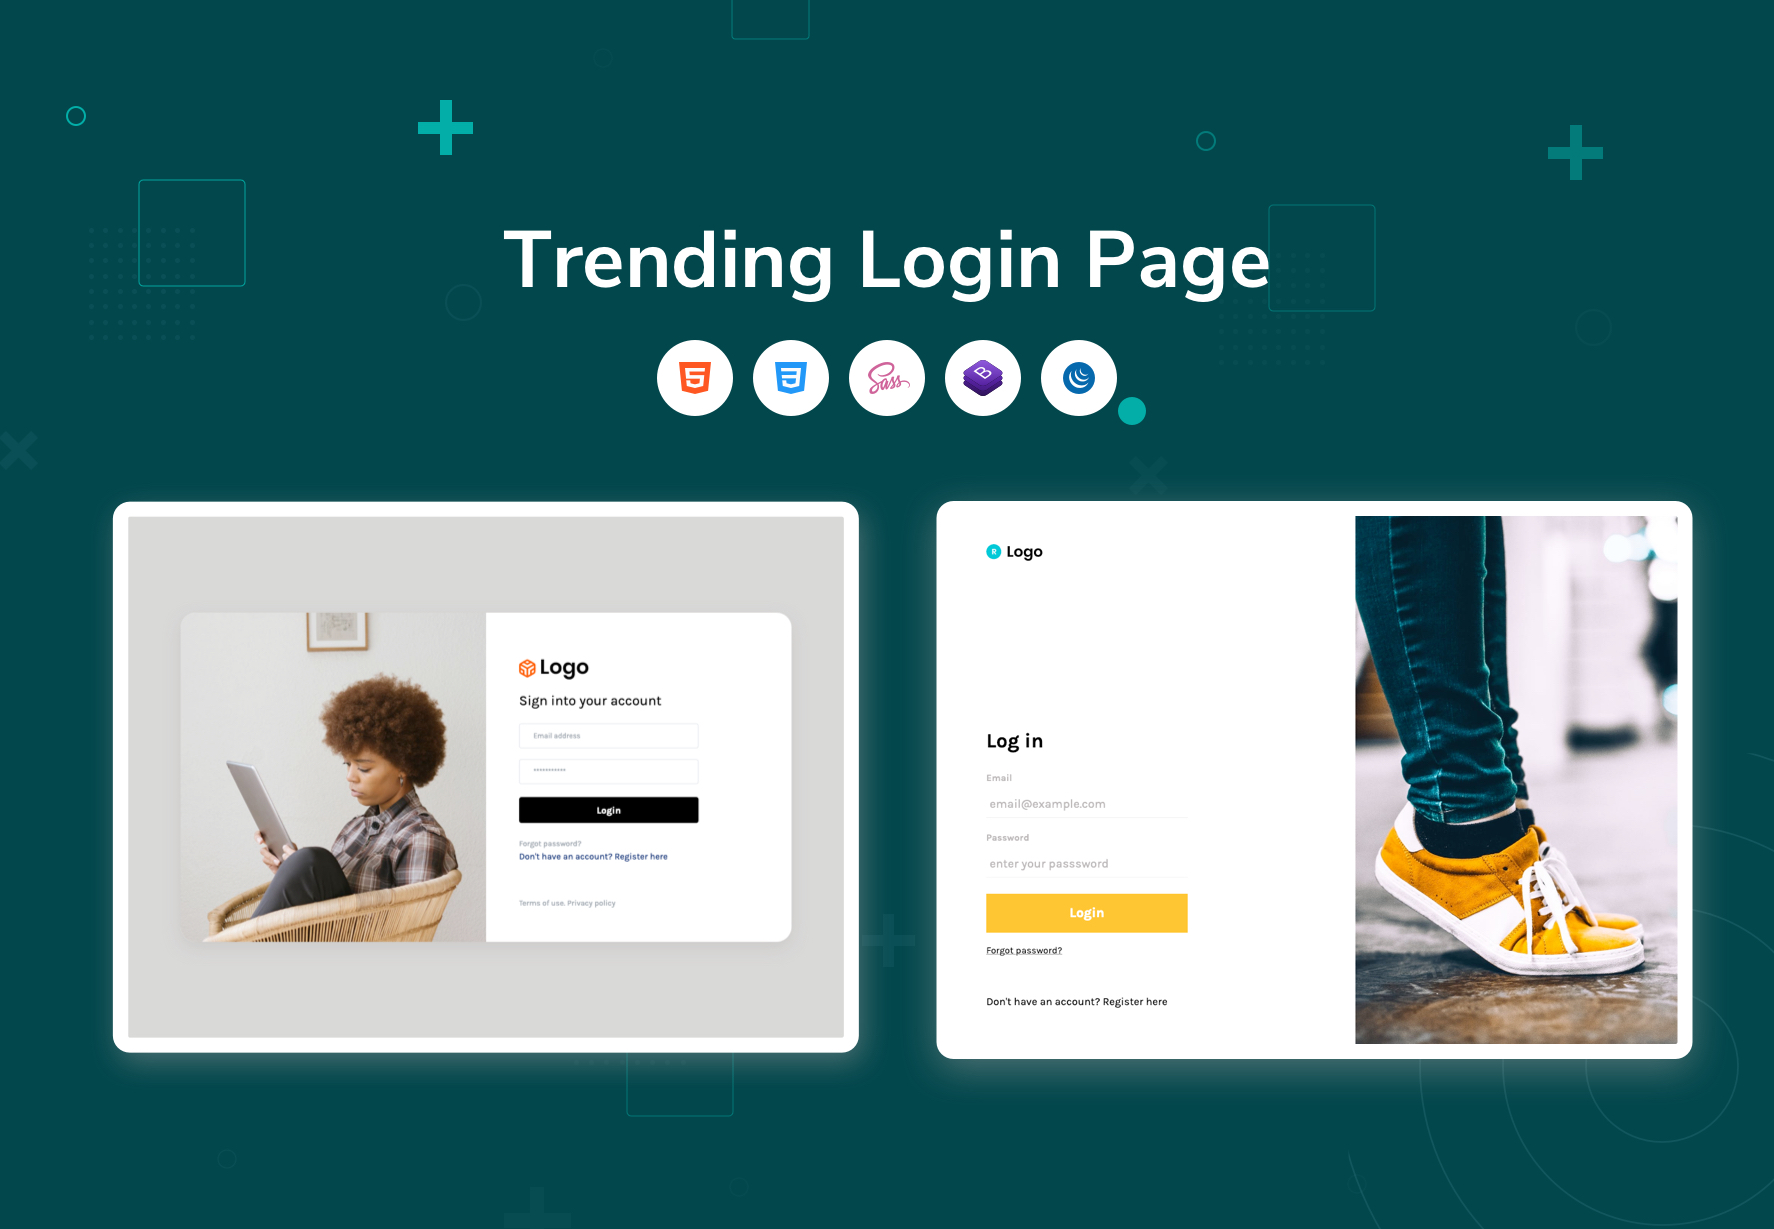 Trending Login Page
Sass
B
Logo
Sign into your account
Email address
************
Login
Forgot password?
Don't have an account? Register here
Terms of use. Privacy policy
R Logo
Log in
Email
email@example.com
Password
enter your passsword
Login
Forgot password?
Don't have an account? Register here